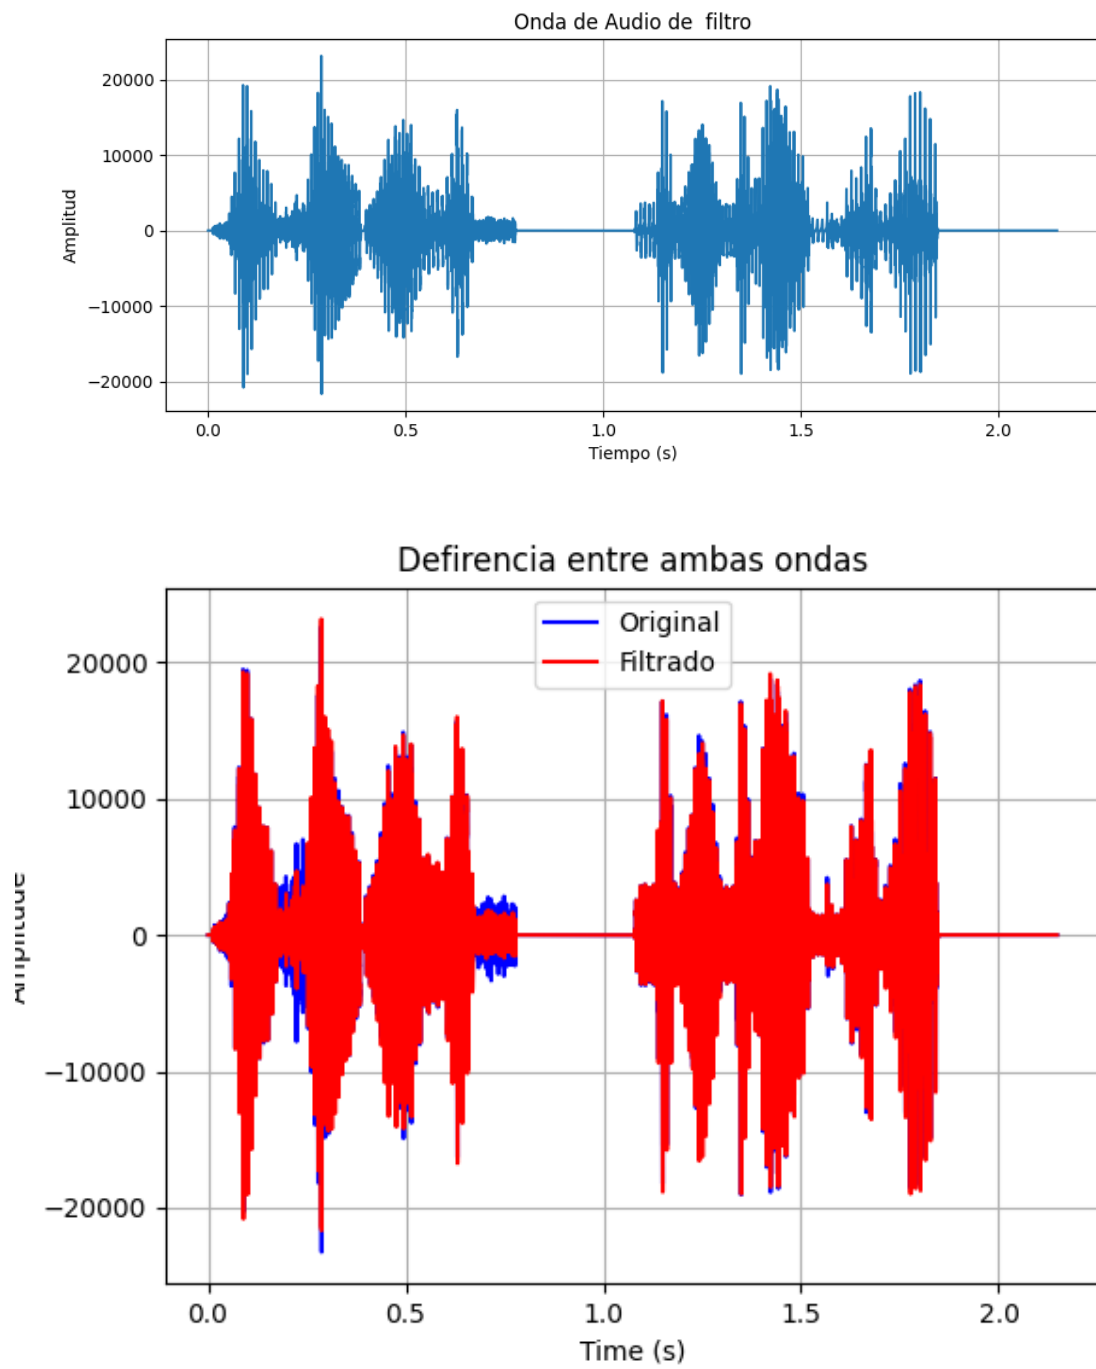 Onda de Audio de  filtro
20000
10000
0
−10000
−20000
Amplitud
0.0 0.5 1.0 1.5 2.0
Tiempo (s)
Defirencia entre ambas ondas
Original
Filtrado
20000
10000
0
−10000
−20000
Amplitude
0.0 0.5 1.0 1.5 2.0
Time (s)